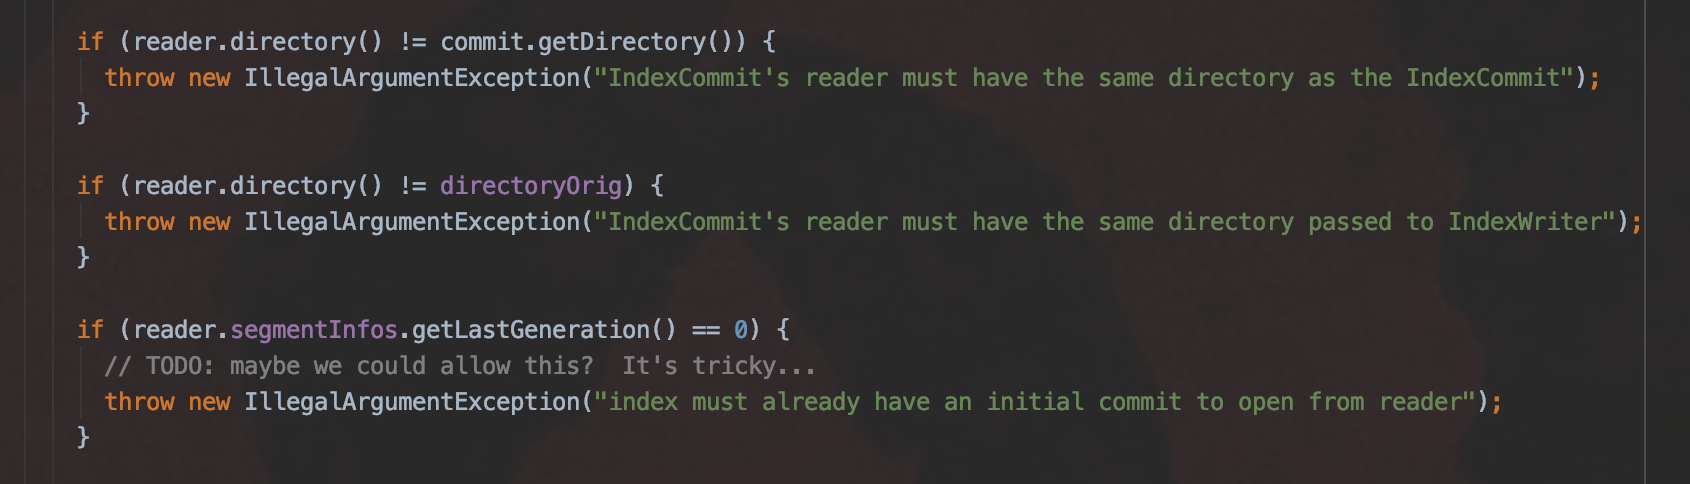 if (reader.directory() != commit.getDirectory()) {
throw new IllegalArgumentException("IndexCommit's reader must have the same directory as the IndexCommit");
}
if (reader.directory() != directoryOrig) {
throw new IllegalArgumentException("IndexCommit's reader must have the same directory passed to IndexWriter");
}
if (reader.segmentInfos.getLastGeneration() == 0) {
// TODO: maybe we could allow this?  It's tricky...
throw new IllegalArgumentException("index must already have an initial commit to open from reader");
}